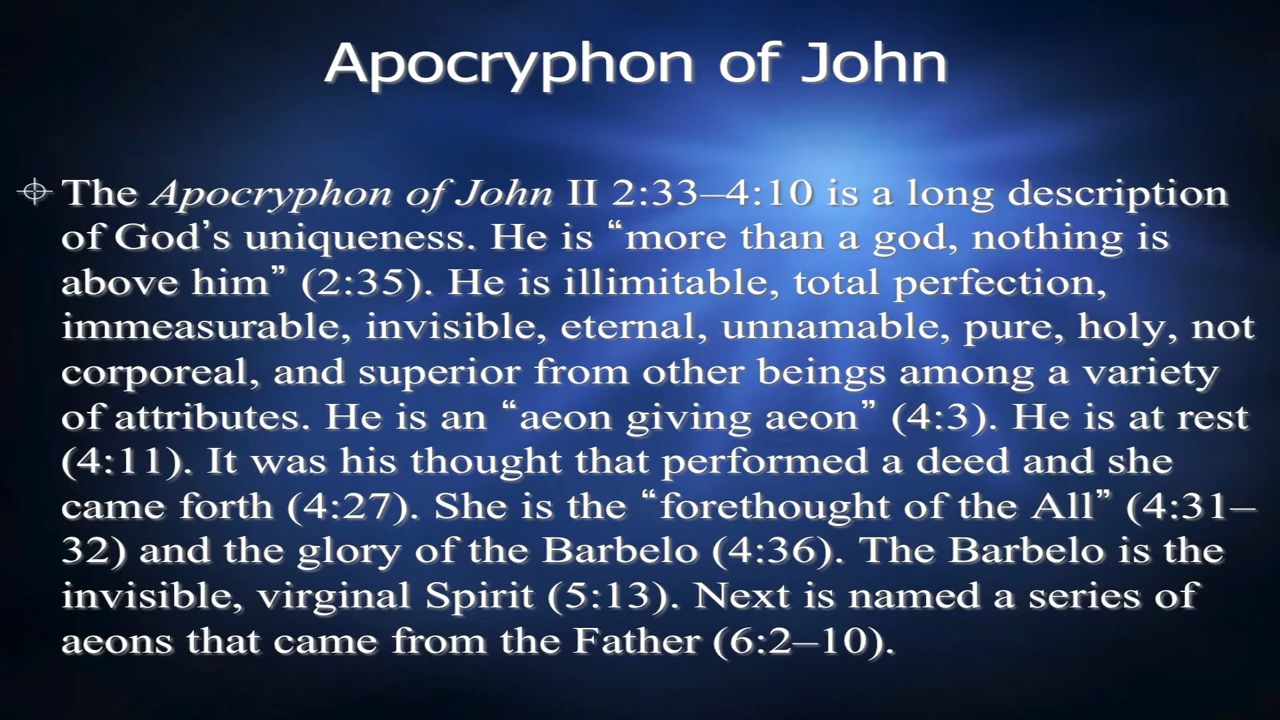 Apocryphon of John
The Apocryphon of John II 2:33–4:10 is a long description
of God’s uniqueness. He is “more than a god, nothing is
above him” (2:35). He is illimitable, total perfection,
immeasurable, invisible, eternal, unnamable, pure, holy, not
corporeal, and superior from other beings among a variety
of attributes. He is an “aeon giving aeon” (4:3). He is at rest
(4:11). It was his thought that performed a deed and she
came forth (4:27). She is the “forethought of the All” (4:31–
32) and the glory of the Barbelo (4:36). The Barbelo is the
invisible, virginal Spirit (5:13). Next is named a series of
aeons that came from the Father (6:2–10).